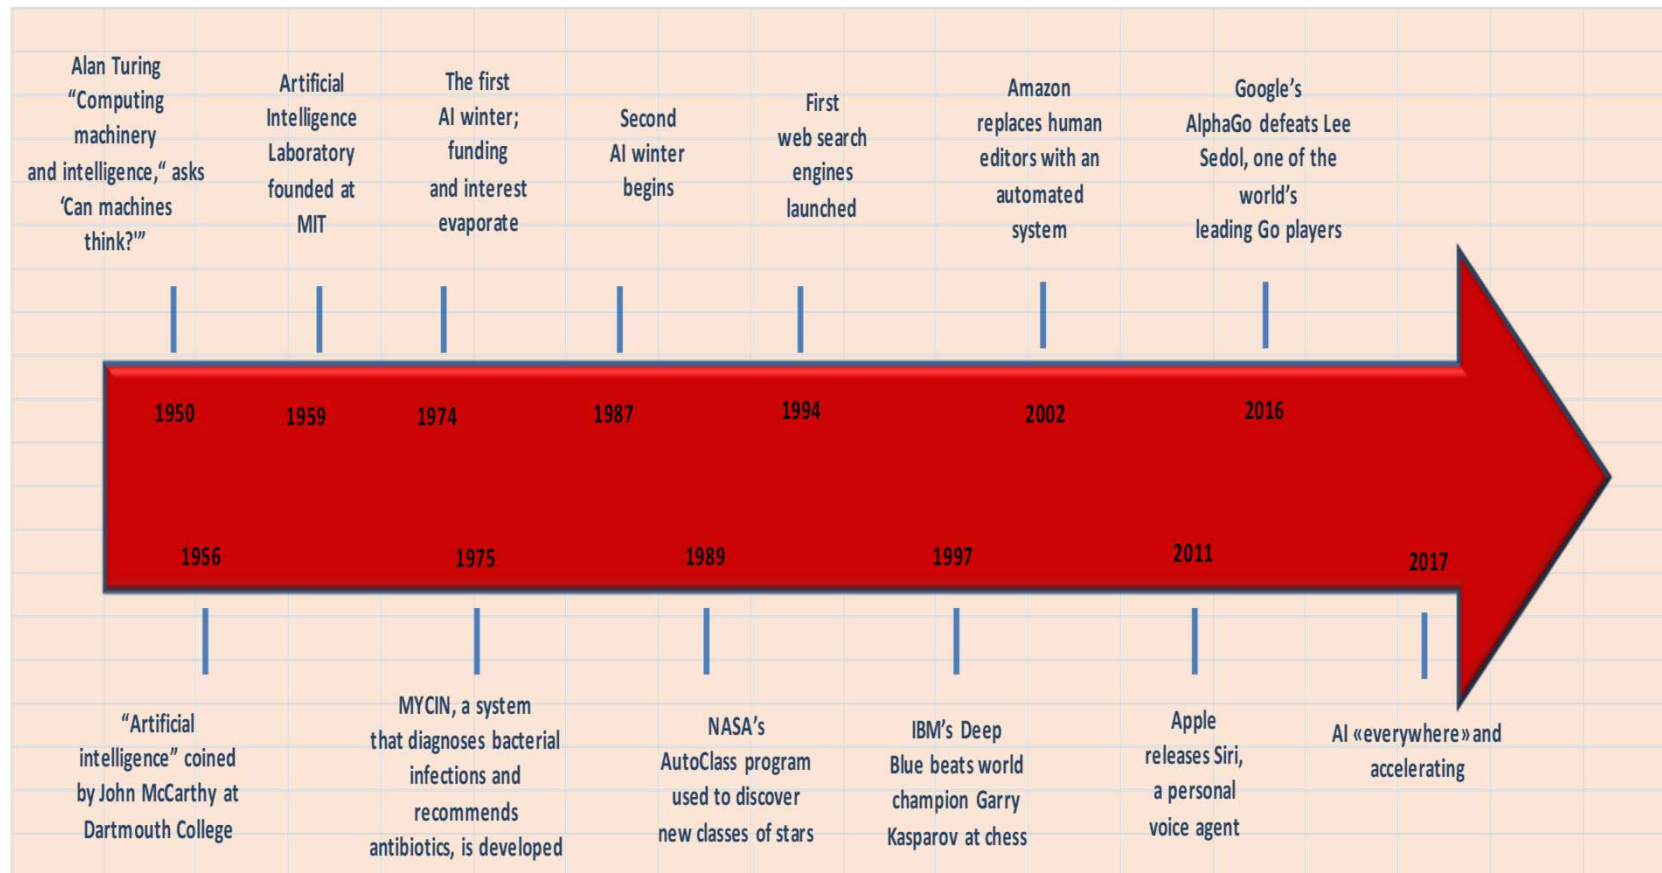 Alan Turing
“Computing
machinery
and intelligence,“ asks
‘Can machines
think?'”
Artificial
Intelligence
Laboratory
founded at
MIT
The first
AI winter;
funding
and interest
evaporate
Second
AI winter
begins
First
web search
engines
launched
Amazon
replaces human
editors with an
automated
system
Google’s
AlphaGo defeats Lee
Sedol, one of the
world’s
leading Go players
1950
1959
1974
1987
1994
2002
2016
1956
1975
1989
1997
2011
2017
“Artificial
intelligence” coined
by John McCarthy at
Dartmouth College
MYCIN, a system
that diagnoses bacterial
infections and
recommends
antibiotics, is developed
NASA’s
AutoClass program
used to discover
new classes of stars
IBM’s Deep
Blue beats world
champion Garry
Kasparov at chess
Apple
releases Siri,
a personal
voice agent
AI «everywhere» and
accelerating